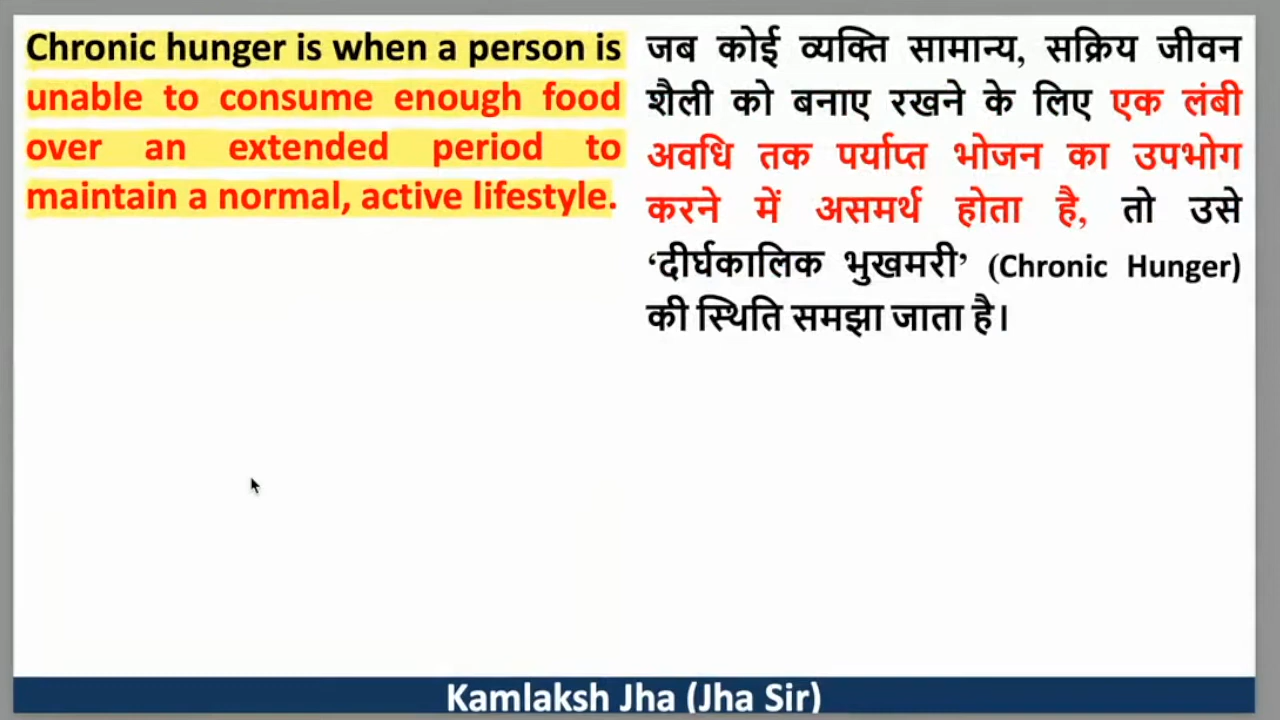 Chronic hunger is when a person is
unable to consume enough food
over an extended period to
maintain a normal, active lifestyle.
जब कोई व्यक्ति सामान्य, सक्रिय जीवन
शैली को बनाए रखने के लिए एक लंबी
अवधि तक पर्याप्त भोजन का उपभोग
करने में असमर्थ होता है, तो उसे
‘दीर्घकालिक भुखमरी’ (Chronic Hunger)
की स्थिति समझा जाता है।
Kamlaksh Jha (Jha Sir)